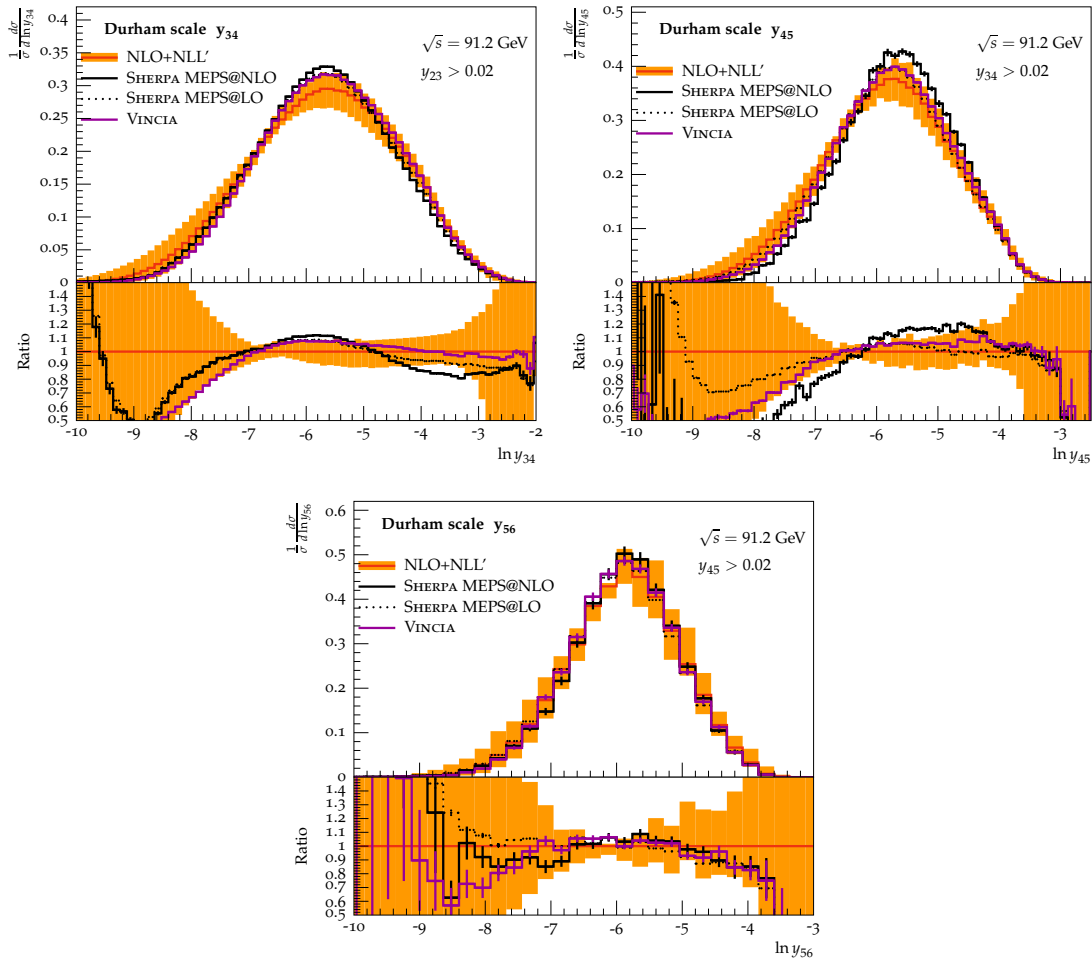 Durham scale y34
√s = 91.2 GeV
y23 > 0.02
NLO+NLL′
SHERPA MEPS@NLO
SHERPA MEPS@LO
VINCIA
1/σ dσ/d ln y34
0.4
0.35
0.3
0.25
0.2
0.15
0.1
0.05
0
Ratio
1.4
1.3
1.2
1.1
1
0.9
0.8
0.7
0.6
0.5
-10 -9 -8 -7 -6 -5 -4 -3 -2
ln y34
Durham scale y45
√s = 91.2 GeV
y34 > 0.02
NLO+NLL′
SHERPA MEPS@NLO
SHERPA MEPS@LO
VINCIA
1/σ dσ/d ln y45
0.5
0.4
0.3
0.2
0.1
0
Ratio
1.4
1.3
1.2
1.1
1
0.9
0.8
0.7
0.6
0.5
-10 -9 -8 -7 -6 -5 -4 -3
ln y45
Durham scale y56
√s = 91.2 GeV
y45 > 0.02
NLO+NLL′
SHERPA MEPS@NLO
SHERPA MEPS@LO
VINCIA
1/σ dσ/d ln y56
0.6
0.5
0.4
0.3
0.2
0.1
0
Ratio
1.4
1.3
1.2
1.1
1
0.9
0.8
0.7
0.6
0.5
-10 -9 -8 -7 -6 -5 -4 -3
ln y56